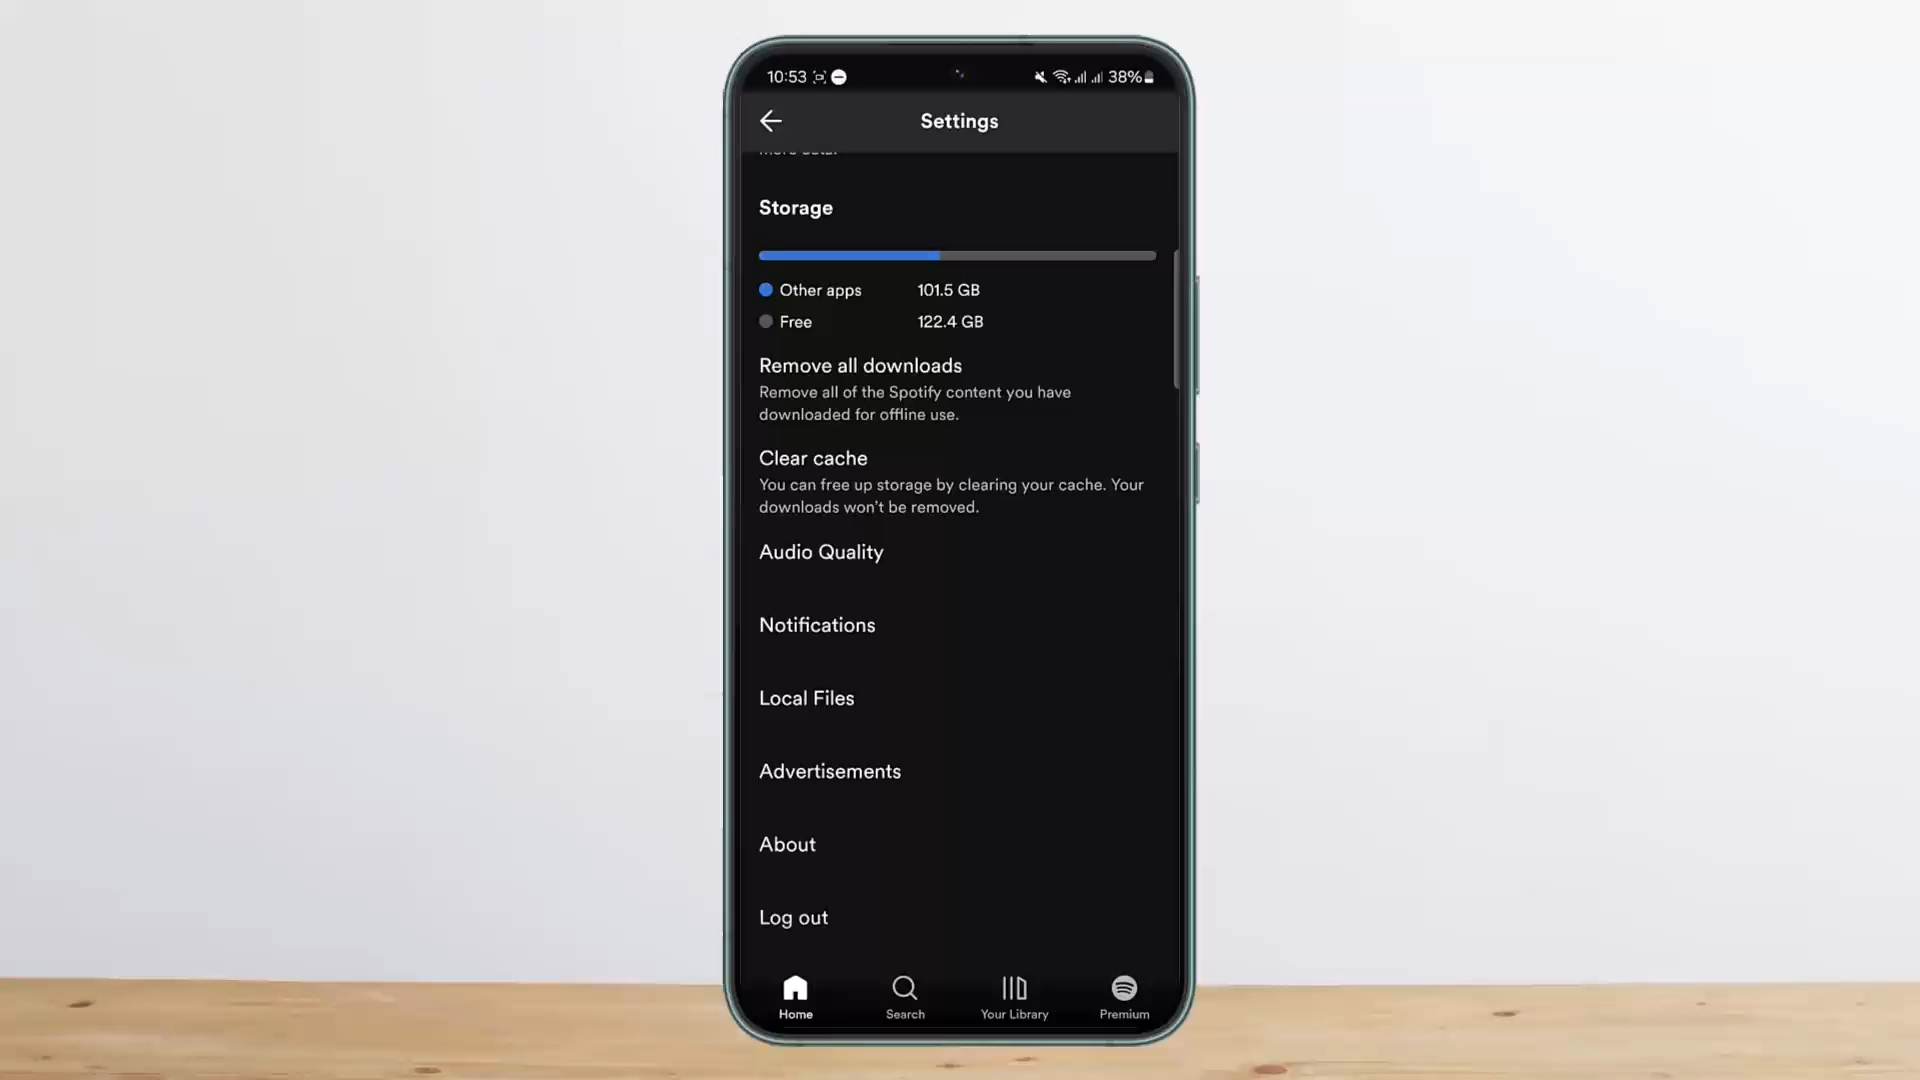 10:53
38%
Settings
Storage
Other apps 101.5 GB
Free 122.4 GB
Remove all downloads
Remove all of the Spotify content you have
downloaded for offline use.
Clear cache
You can free up storage by clearing your cache. Your
downloads won't be removed.
Audio Quality
Notifications
Local Files
Advertisements
About
Log out
Home Search Your Library Premium